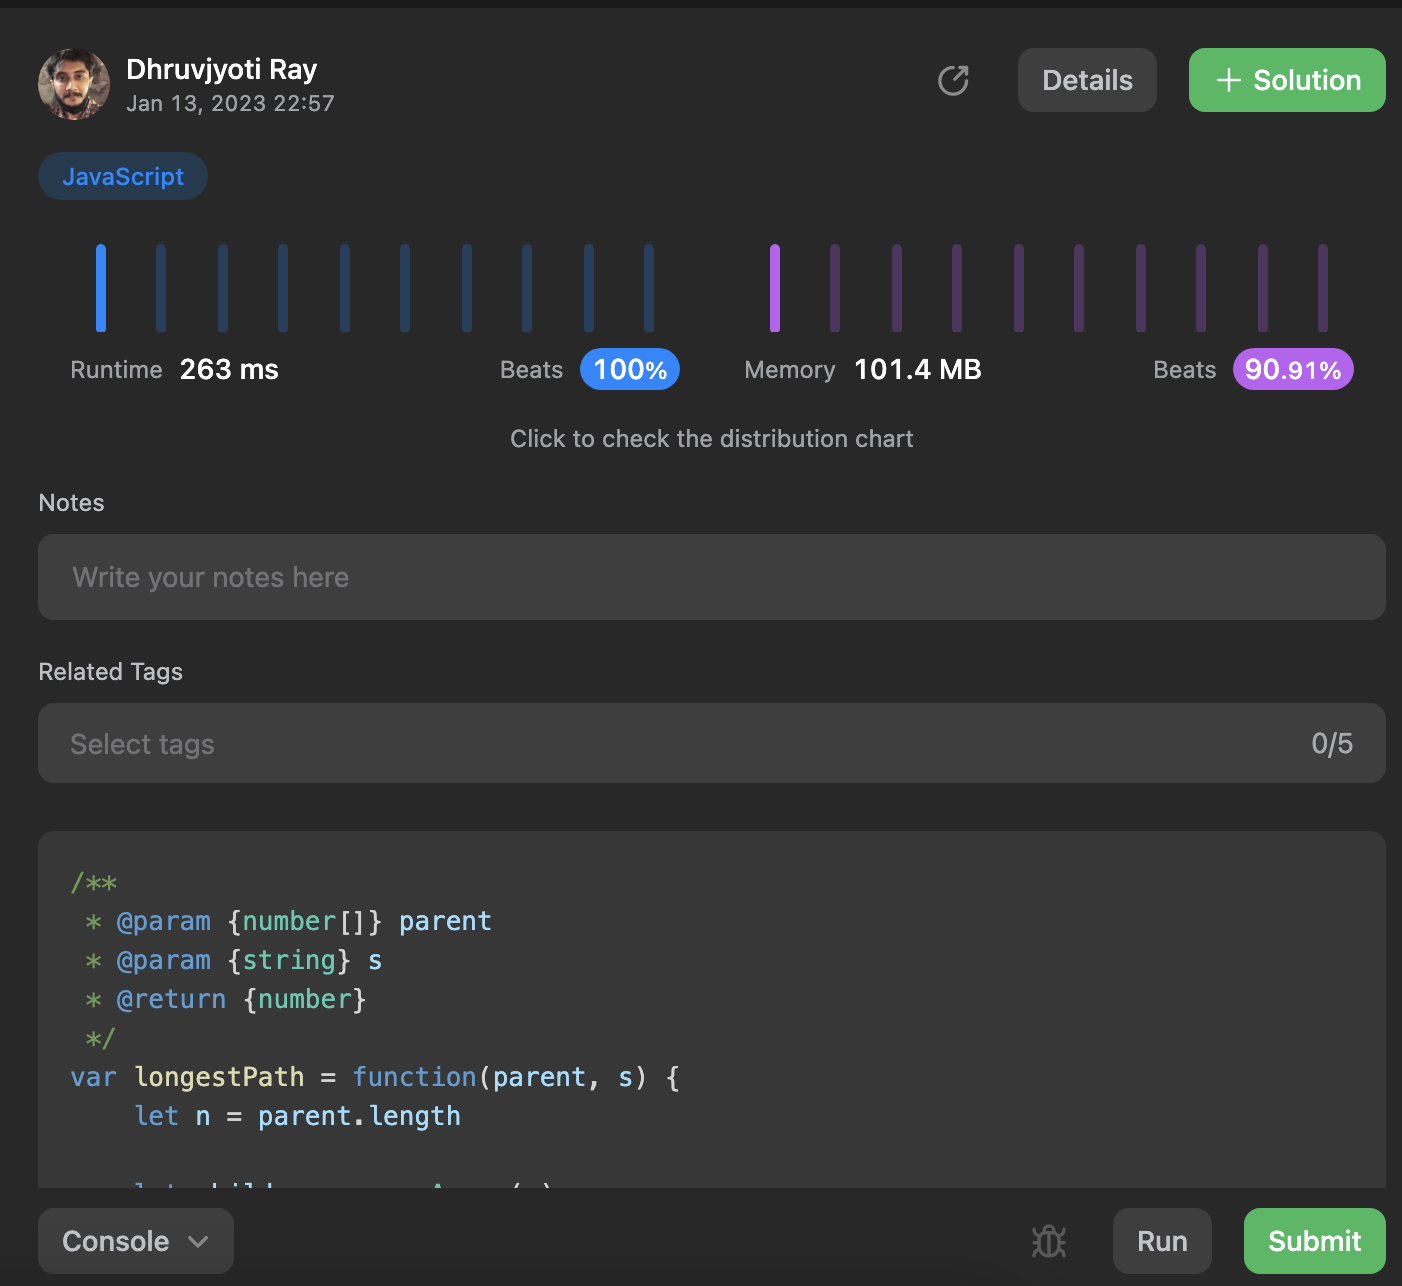 Dhruvjyoti Ray
Jan 13, 2023 22:57
Details
+ Solution
JavaScript
Runtime 263 ms Beats 100% Memory 101.4 MB Beats 90.91%
Click to check the distribution chart
Notes
Write your notes here
Related Tags
Select tags 0/5
/**
 * @param {number[]} parent
 * @param {string} s
 * @return {number}
 */
var longestPath = function(parent, s) {
    let n = parent.length
Console
Run
Submit